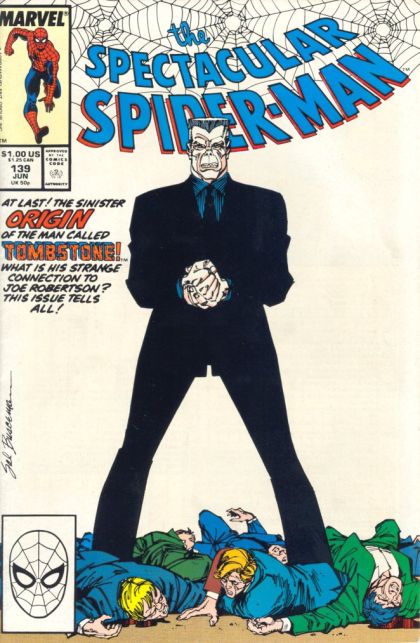 MARVEL
the
SPECTACULAR
SPIDER-MAN
TM
$1.00 US
$1.25 CAN
139
JUN
UK 50p
APPROVED
BY THE
COMICS
CODE
AUTHORITY
AT LAST! THE SINISTER
ORIGIN
OF THE MAN CALLED
TOMBSTONE!
WHAT IS HIS STRANGE
CONNECTION TO
JOE ROBERTSON?
THIS ISSUE TELLS
ALL!
Sal Buscema